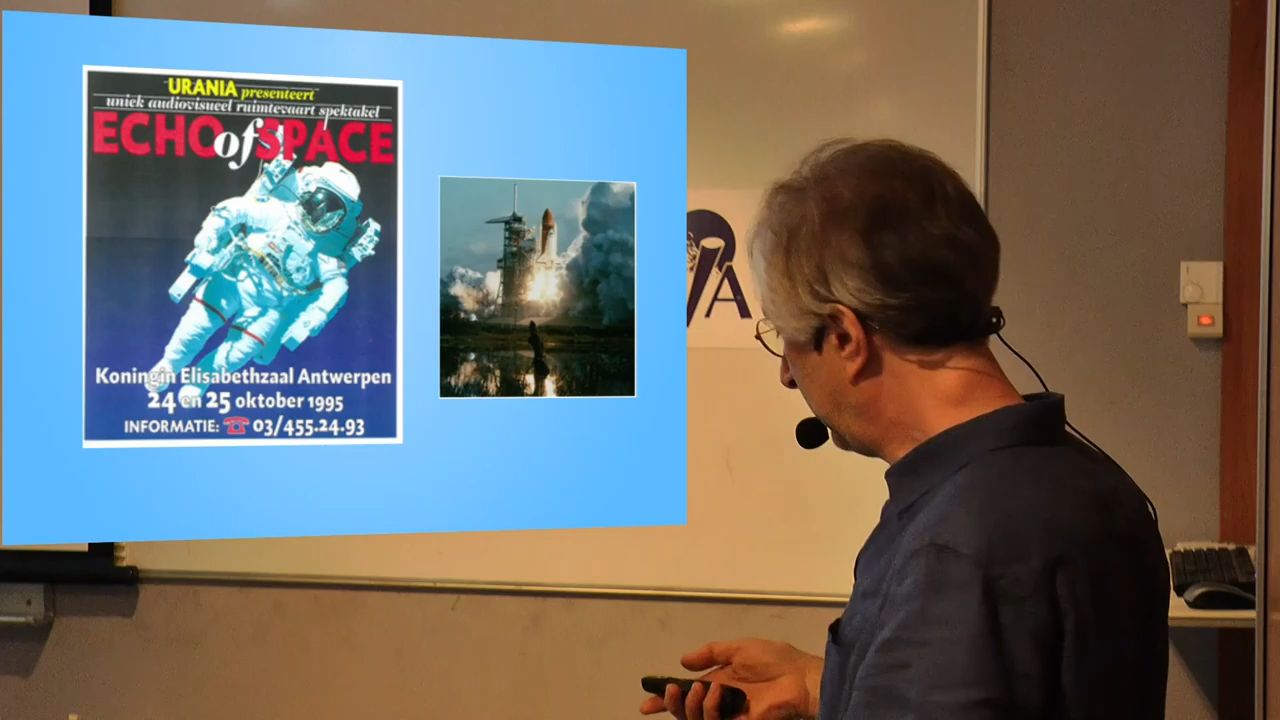 URANIA presenteert
uniek audiovisueel ruimtevaart spektakel
ECHO of SPACE
Koningin Elisabethzaal Antwerpen
24 en 25 oktober 1995
INFORMATIE: ☎ 03/455.24.93
VA